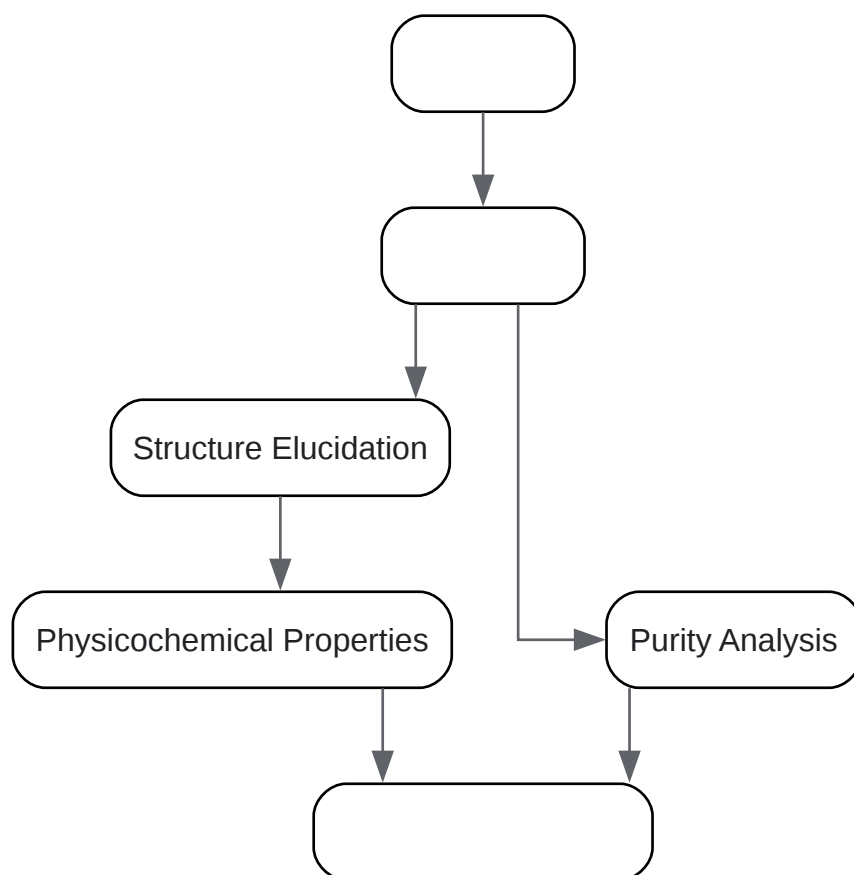 Structure Elucidation
Physicochemical Properties
Purity Analysis